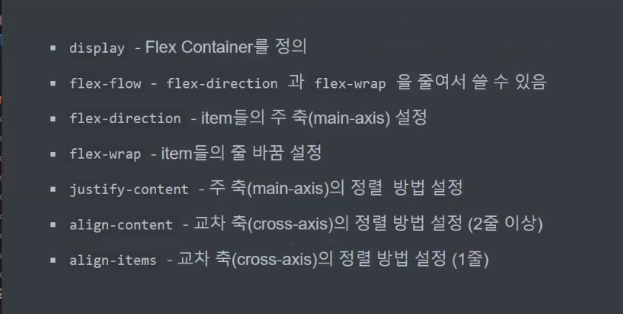 ▪ display - Flex Container를 정의
▪ flex-flow - flex-direction 과 flex-wrap 을 줄여서 쓸 수 있음
▪ flex-direction - item들의 주 축(main-axis) 설정
▪ flex-wrap - item들의 줄 바꿈 설정
▪ justify-content - 주 축(main-axis)의 정렬 방법 설정
▪ align-content - 교차 축(cross-axis)의 정렬 방법 설정 (2줄 이상)
▪ align-items - 교차 축(cross-axis)의 정렬 방법 설정 (1줄)